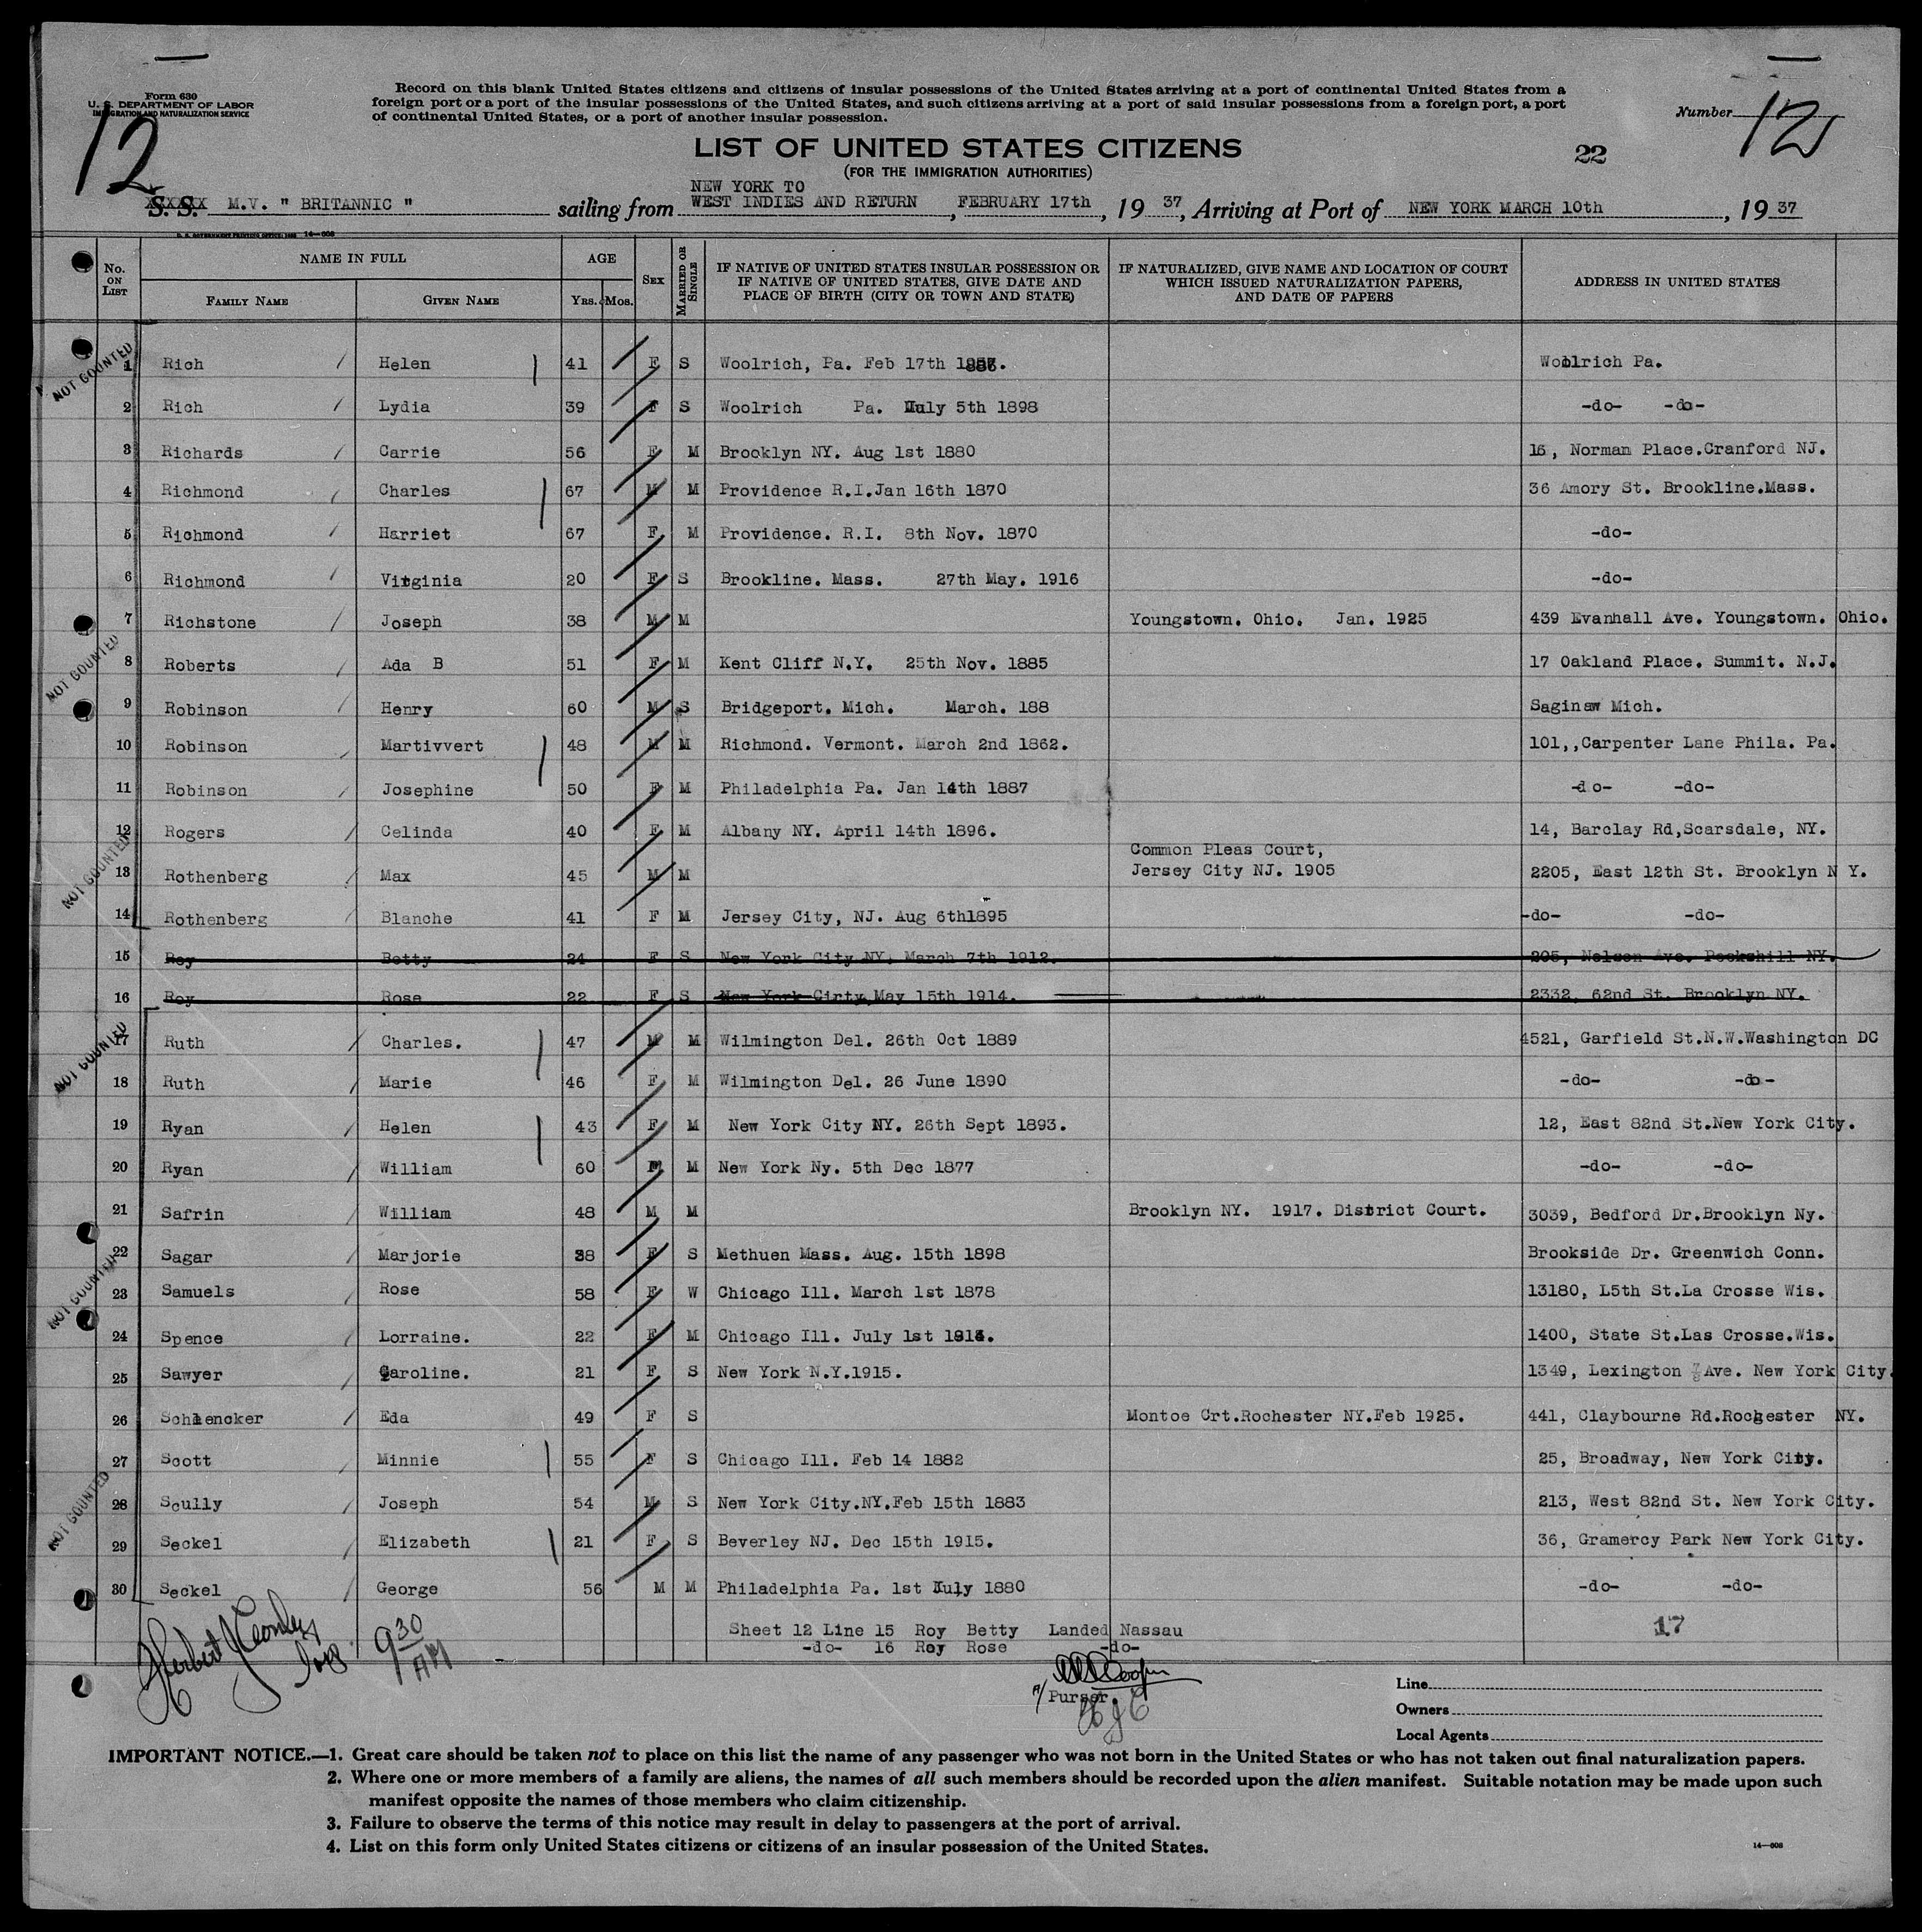 Form 630
U. S. DEPARTMENT OF LABOR
IMMIGRATION AND NATURALIZATION SERVICE
12
Record on this blank United States citizens and citizens of insular possessions of the United States arriving at a port of continental United States from a
foreign port or a port of the insular possessions of the United States, and such citizens arriving at a port of said insular possessions from a foreign port, a port
of continental United States, or a port of another insular possession.
Number 12
LIST OF UNITED STATES CITIZENS
(FOR THE IMMIGRATION AUTHORITIES)
22
S. S. M.V. " BRITANNIC " sailing from NEW YORK TO WEST INDIES AND RETURN, FEBRUARY 17th, 19 37, Arriving at Port of NEW YORK MARCH 10th, 19 37
U. S. GOVERNMENT PRINTING OFFICE: 14—608
No. ON LIST NAME IN FULL FAMILY NAME GIVEN NAME AGE YRS. MOS. SEX MARRIED OR SINGLE IF NATIVE OF UNITED STATES INSULAR POSSESSION OR IF NATIVE OF UNITED STATES, GIVE DATE AND PLACE OF BIRTH (CITY OR TOWN AND STATE) IF NATURALIZED, GIVE NAME AND LOCATION OF COURT WHICH ISSUED NATURALIZATION PAPERS, AND DATE OF PAPERS ADDRESS IN UNITED STATES
NOT COUNTED
1 Rich Helen 41 F S Woolrich, Pa. Feb 17th Woolrich Pa.
2 Rich Lydia 39 F S Woolrich Pa. July 5th 1898 -do- -do-
3 Richards Carrie 56 F M Brooklyn NY. Aug 1st 1880 16, Norman Place.Cranford NJ.
4 Richmond Charles 67 M M Providence R.I.Jan 16th 1870 36 Amory St. Brookline.Mass.
5 Richmond Harriet 67 F M Providence. R.I. 8th Nov. 1870 -do-
6 Richmond Virginia 20 F S Brookline. Mass. 27th May. 1916 -do-
7 Richstone Joseph 38 M M Youngstown. Ohio. Jan. 1925 439 Evanhall Ave. Youngstown. Ohio.
NOT COUNTED
8 Roberts Ada B 51 F M Kent Cliff N.Y. 25th Nov. 1885 17 Oakland Place. Summit. N.J.
9 Robinson Henry 60 M S Bridgeport. Mich. March. 188 Saginaw Mich.
10 Robinson Martivvert 48 M M Richmond. Vermont. March 2nd 1862. 101,,Carpenter Lane Phila. Pa.
11 Robinson Josephine 50 F M Philadelphia Pa. Jan 14th 1887 -do- -do-
12 Rogers Celinda 40 F M Albany NY. April 14th 1896. 14, Barclay Rd,Scarsdale, NY.
NOT COUNTED
13 Rothenberg Max 45 M M Common Pleas Court, Jersey City NJ. 1905 2205, East 12th St. Brooklyn N Y.
14 Rothenberg Blanche 41 F M Jersey City, NJ. Aug 6th1895 -do- -do-
15 Roy Betty 24 F S New York City NY. March 7th 1912. 205, Nelson Ave. Peekshill NY.
16 Roy Rose 22 F S New York Cirty May 15th 1914. 2332, 62nd St. Brooklyn NY.
NOT COUNTED
17 Ruth Charles. 47 M M Wilmington Del. 26th Oct 1889 4521, Garfield St.N.W.Washington DC
18 Ruth Marie 46 F M Wilmington Del. 26 June 1890 -do- -do-
19 Ryan Helen 43 F M New York City NY. 26th Sept 1893. 12, East 82nd St.New York City.
20 Ryan William 60 M M New York Ny. 5th Dec 1877 -do- -do-
21 Safrin William 48 M M Brooklyn NY. 1917. District Court. 3039, Bedford Dr.Brooklyn Ny.
22 Sagar Marjorie 38 F S Methuen Mass. Aug. 15th 1898 Brookside Dr. Greenwich Conn.
NOT COUNTED
23 Samuels Rose 58 F W Chicago Ill. March 1st 1878 13180, L5th St.La Crosse Wis.
24 Spence Lorraine. 22 F M Chicago Ill. July 1st 1400, State St.Las Crosse.Wis.
25 Sawyer Caroline. 21 F S New York N.Y.1915. 1349, Lexington Ave. New York City.
26 Schlencker Eda 49 F S Montoe Crt.Rochester NY.Feb 1925. 441, Claybourne Rd.Rochester NY.
27 Scott Minnie 55 F S Chicago Ill. Feb 14 1882 25, Broadway, New York City.
NOT COUNTED
28 Scully Joseph 54 M S New York City.NY.Feb 15th 1883 213, West 82nd St. New York City.
29 Seckel Elizabeth 21 F S Beverley NJ. Dec 15th 1915. 36, Gramercy Park New York City.
30 Seckel George 56 M M Philadelphia Pa. 1st July 1880 -do- -do-
Sheet 12 Line 15 Roy Betty Landed Nassau
-do- 16 Roy Rose -do-
17
Herbert
9 30 AM
Cooper
Purser.
Line
Owners
Local Agents
IMPORTANT NOTICE.—1. Great care should be taken not to place on this list the name of any passenger who was not born in the United States or who has not taken out final naturalization papers.
2. Where one or more members of a family are aliens, the names of all such members should be recorded upon the alien manifest. Suitable notation may be made upon such
manifest opposite the names of those members who claim citizenship.
3. Failure to observe the terms of this notice may result in delay to passengers at the port of arrival.
4. List on this form only United States citizens or citizens of an insular possession of the United States.
14—608